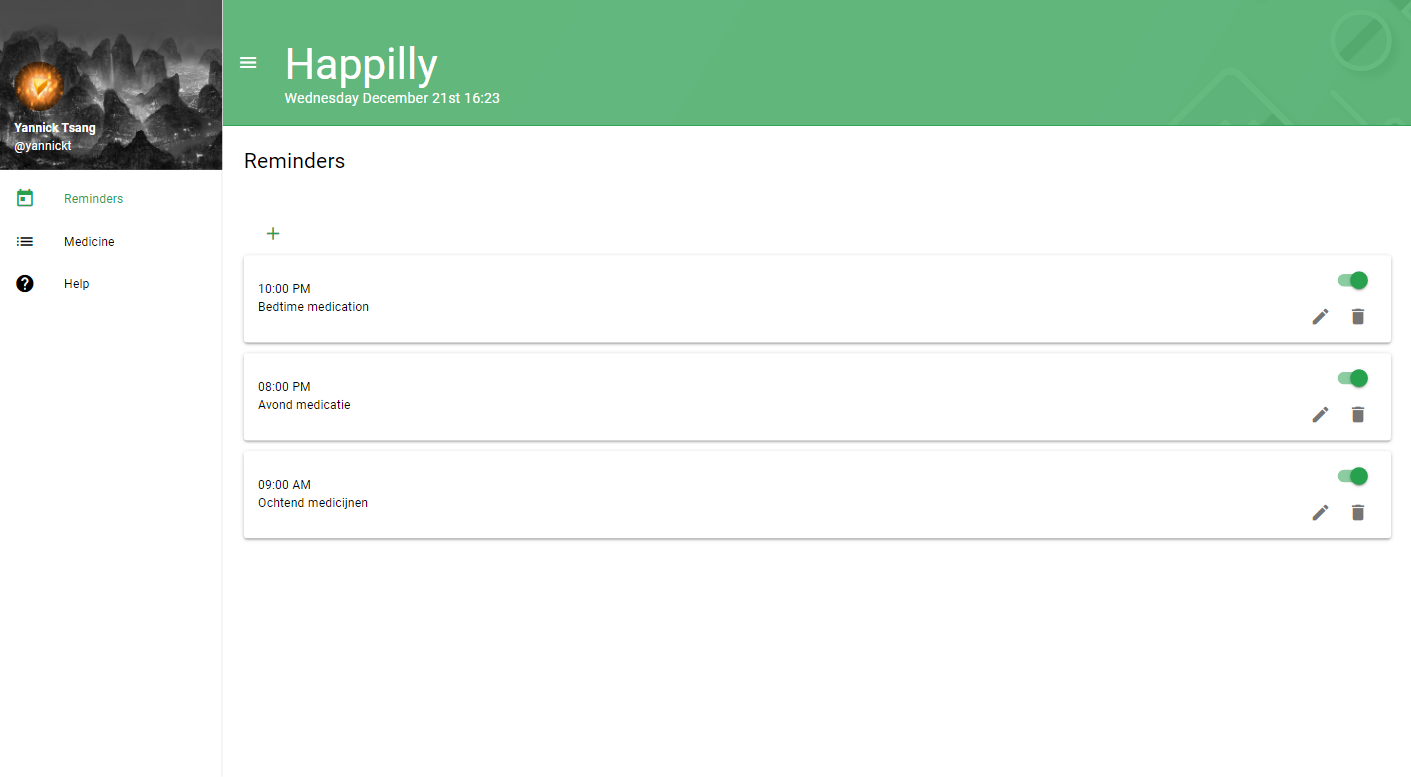 Yannick Tsang
@yannickt
Reminders
Medicine
Help
Happilly
Wednesday December 21st 16:23
Reminders
10:00 PM
Bedtime medication
08:00 PM
Avond medicatie
09:00 AM
Ochtend medicijnen